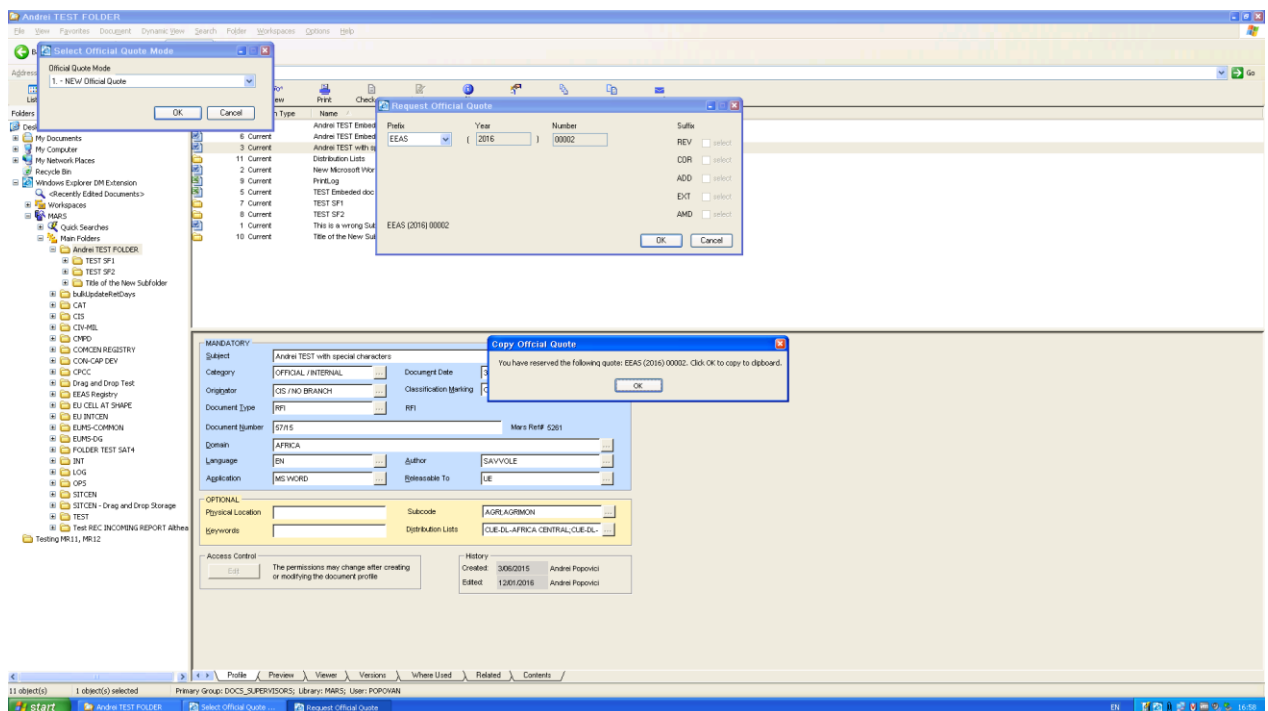 Andrei TEST FOLDER
File View Favorites Document Dynamic View Search Folder Workspaces Options Help
Select Official Quote Mode
Official Quote Mode
1. - NEW Official Quote
OK Cancel
Address
Go
Print
Name
Folders
Request Official Quote
Prefix Year Number Suffix
EEAS ( 2016 ) 00002
REV select
COR select
ADD select
EXT select
AMD select
EEAS (2016) 00002
OK Cancel
My Documents
My Computer
My Network Places
Recycle Bin
Windows Explorer DM Extension
<Recently Edited Documents>
Workspaces
MARS
Quick Searches
Main Folders
Andrei TEST FOLDER
TEST SF1
TEST SF2
Title of the New Subfolder
bulkUpdateRetDays
CAT
CIS
CIV-MIL
CMPD
COMCEN REGISTRY
CON-CAP DEV
CPCC
Drag and Drop Test
EEAS Registry
EU CELL AT SHAPE
EU INTCEN
EUMS-COMMON
EUMS-DG
FOLDER TEST SAT4
INT
LOG
OPS
SITCEN
SITCEN - Drag and Drop Storage
TEST
Test REC INCOMING REPORT Althea
Testing MR11, MR12
Andrei TEST Embed
6 Current Andrei TEST Embed
3 Current Andrei TEST with sp
11 Current Distribution Lists
2 Current New Microsoft Wor
9 Current PrintLog
5 Current TEST Embeded doc
7 Current TEST SF1
8 Current TEST SF2
1 Current This is a wrong Sub
10 Current Title of the New Sub
MANDATORY
Subject Andrei TEST with special characters
Category OFFICIAL / INTERNAL ... Document Date 3
Originator CIS / NO BRANCH ... Classification Marking
Document Type RFI ... RFI
Document Number 57/15 Mars Ref# 5261
Domain AFRICA ...
Language EN ... Author SAVVOLE ...
Application MS WORD ... Releasable To UE ...
Copy Offcial Quote
You have reserved the following quote: EEAS (2016) 00002. Click OK to copy to clipboard.
OK
OPTIONAL
Physical Location Subcode AGRI;AGRIMON ...
Keywords Distribution Lists CUE-DL-AFRICA CENTRAL;CUE-DL- ...
Access Control
Edit
The permissions may change after creating
or modifying the document profile
History
Created: 3/06/2015 Andrei Popovici
Edited: 12/01/2016 Andrei Popovici
Profile Preview Viewer Versions Where Used Related Contents
11 object(s) 1 object(s) selected Primary Group: DOCS_SUPERVISORS; Library: MARS; User: POPOVAN
start Andrei TEST FOLDER Select Official Quote ... Request Official Quote EN 16:58